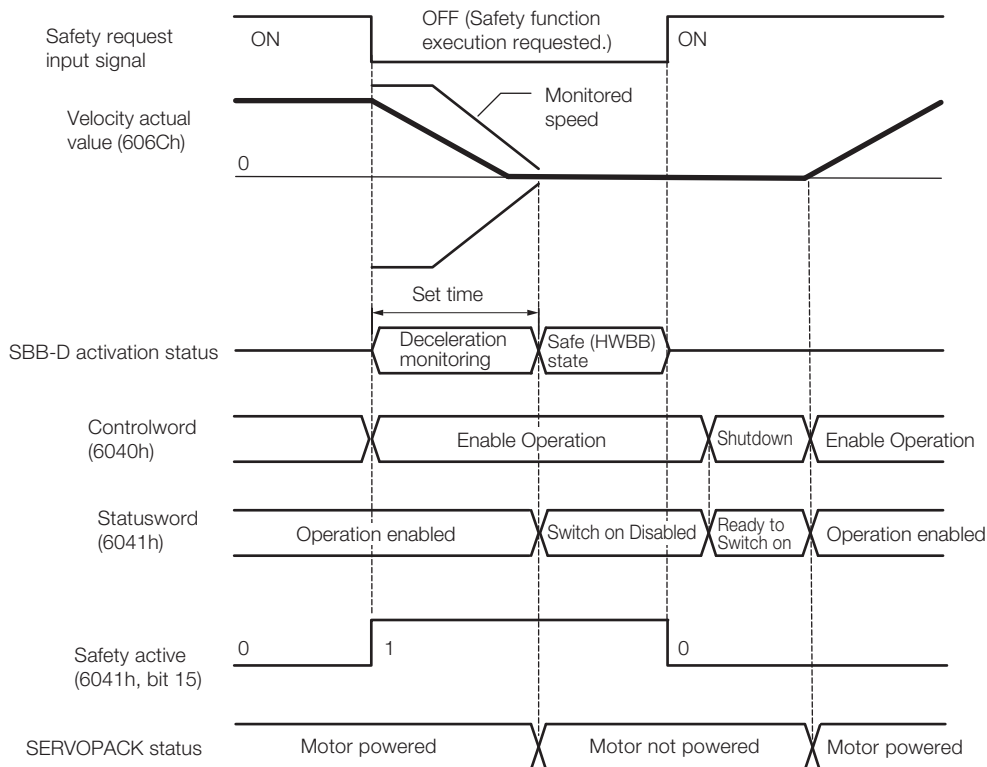 OFF (Safety function
execution requested.)
Safety request
input signal
ON
ON
Monitored
speed
Velocity actual
value (606Ch)
0
Set time
SBB-D activation status
Deceleration
monitoring
Safe (HWBB)
state
Controlword
(6040h)
Enable Operation
Shutdown
Enable Operation
Statusword
(6041h)
Operation enabled
Switch on Disabled
Ready to
Switch on
Operation enabled
Safety active
(6041h, bit 15)
0
1
0
SERVOPACK status
Motor powered
Motor not powered
Motor powered